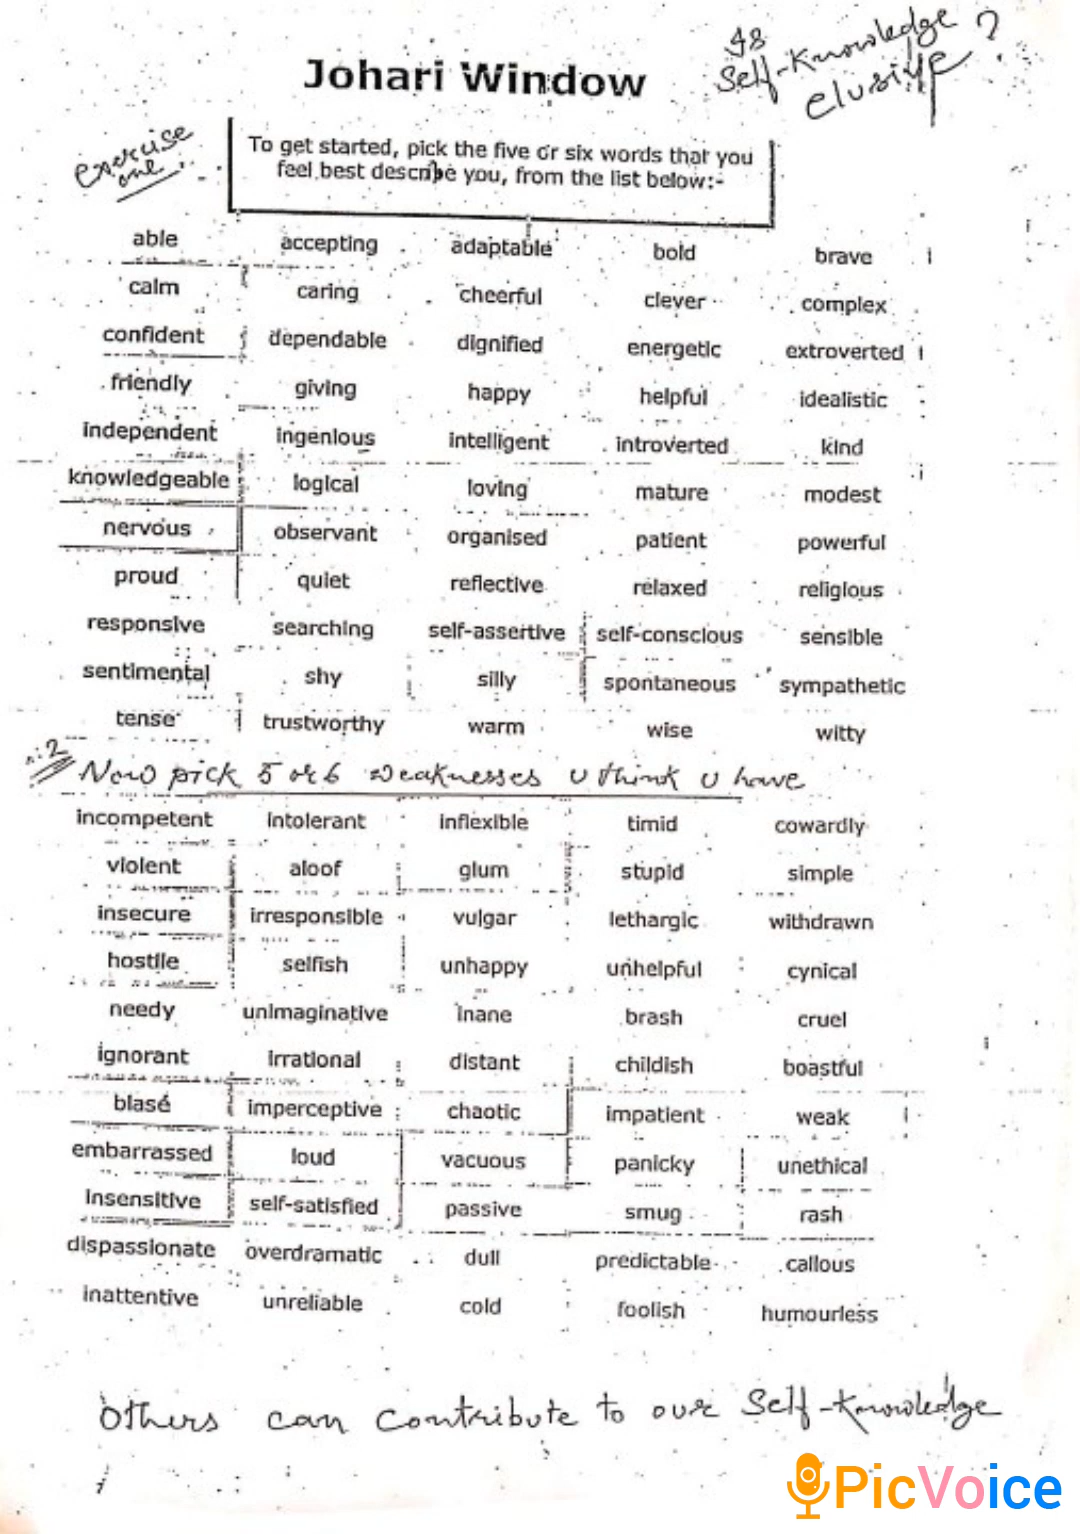 Is
Self-Knowledge
elusive ?
Johari Window
exercise
one
To get started, pick the five or six words that you
feel best describe you, from the list below:-
able accepting adaptable bold brave
calm caring cheerful clever complex
confident dependable dignified energetic extroverted
friendly giving happy helpful idealistic
independent ingenious intelligent introverted kind
knowledgeable logical loving mature modest
nervous observant organised patient powerful
proud quiet reflective relaxed religious
responsive searching self-assertive self-conscious sensible
sentimental shy silly spontaneous sympathetic
tense trustworthy warm wise witty
2
Now pick 5 or 6 weaknesses u think u have
incompetent intolerant inflexible timid cowardly
violent aloof glum stupid simple
insecure irresponsible vulgar lethargic withdrawn
hostile selfish unhappy unhelpful cynical
needy unimaginative inane brash cruel
ignorant irrational distant childish boastful
blasé imperceptive chaotic impatient weak
embarrassed loud vacuous panicky unethical
insensitive self-satisfied passive smug rash
dispassionate overdramatic dull predictable callous
inattentive unreliable cold foolish humourless
Others can contribute to our Self-Knowledge
PicVoice